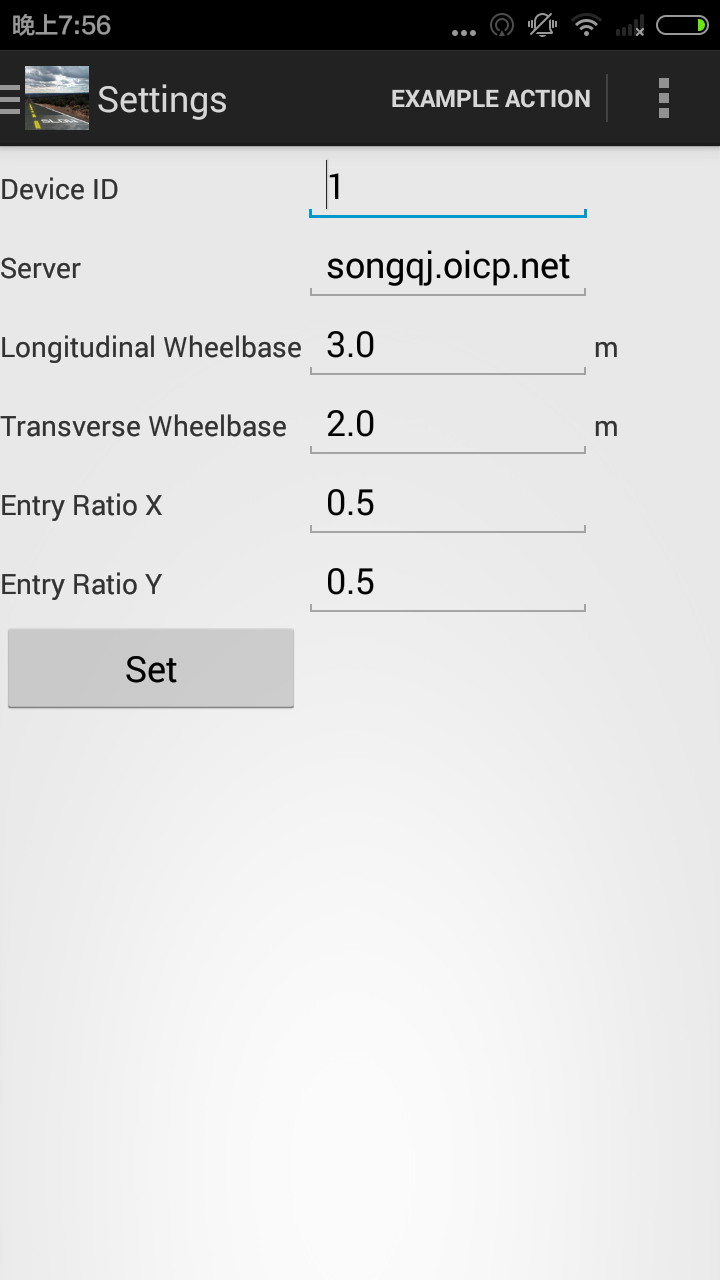 晚上7:56
Settings EXAMPLE ACTION
Device ID 1
Server songqj.oicp.net
Longitudinal Wheelbase 3.0 m
Transverse Wheelbase 2.0 m
Entry Ratio X 0.5
Entry Ratio Y 0.5
Set